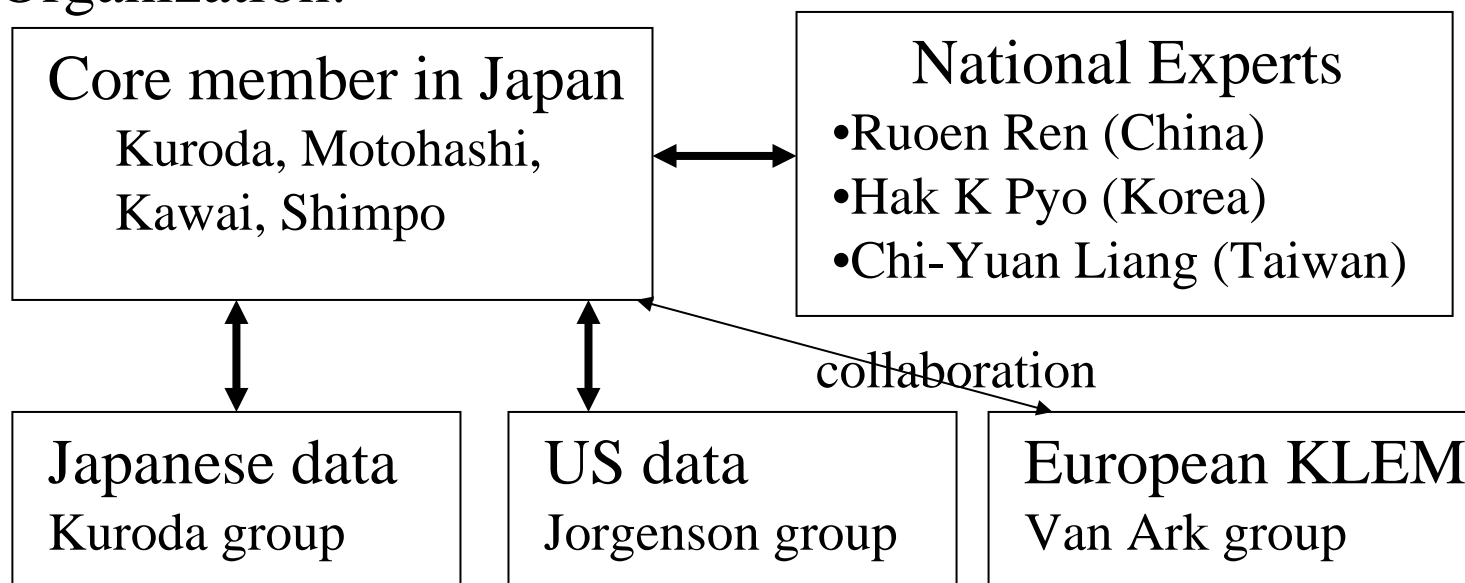 Organization:
Core member in Japan
Kuroda, Motohashi,
Kawai, Shimpo
National Experts
•Ruoen Ren (China)
•Hak K Pyo (Korea)
•Chi-Yuan Liang (Taiwan)
collaboration
Japanese data
Kuroda group
US data
Jorgenson group
European KLEM
Van Ark group